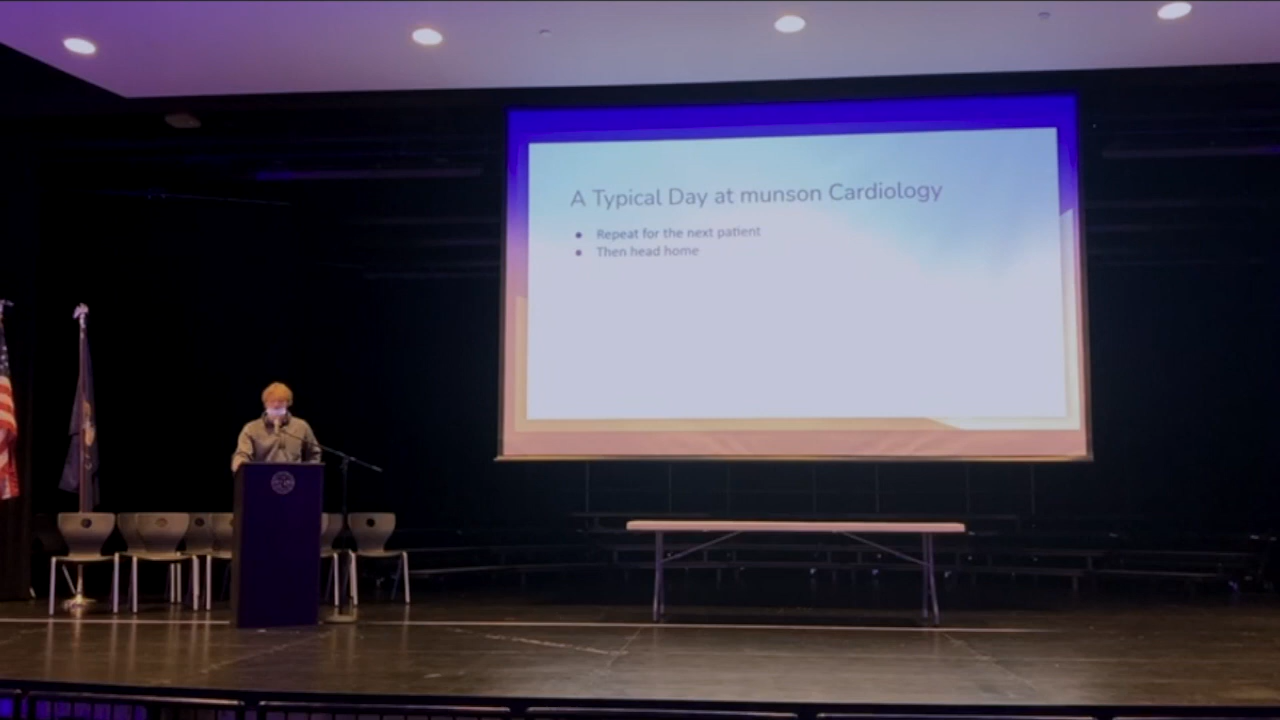 A Typical Day at munson Cardiology
● Repeat for the next patient
● Then head home